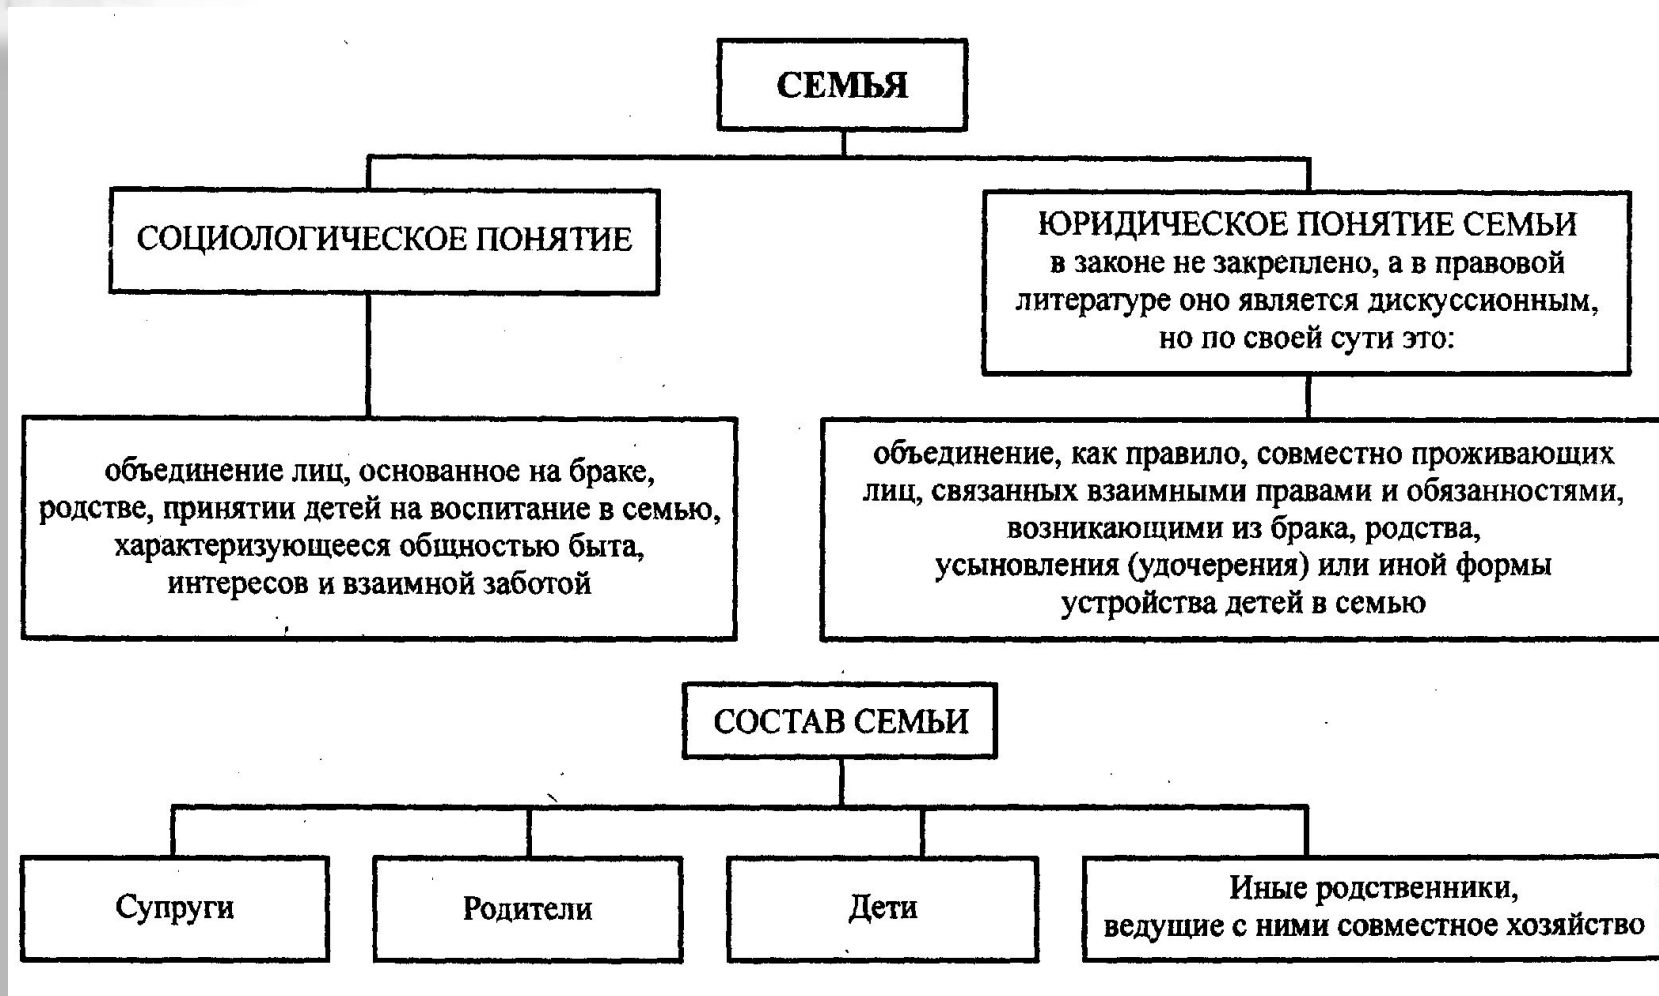 СЕМЬЯ
СОЦИОЛОГИЧЕСКОЕ ПОНЯТИЕ
ЮРИДИЧЕСКОЕ ПОНЯТИЕ СЕМЬИ
в законе не закреплено, а в правовой
литературе оно является дискуссионным,
но по своей сути это:
объединение лиц, основанное на браке,
родстве, принятии детей на воспитание в семью,
характеризующееся общностью быта,
интересов и взаимной заботой
объединение, как правило, совместно проживающих
лиц, связанных взаимными правами и обязанностями,
возникающими из брака, родства,
усыновления (удочерения) или иной формы
устройства детей в семью
СОСТАВ СЕМЬИ
Супруги
Родители
Дети
Иные родственники,
ведущие с ними совместное хозяйство